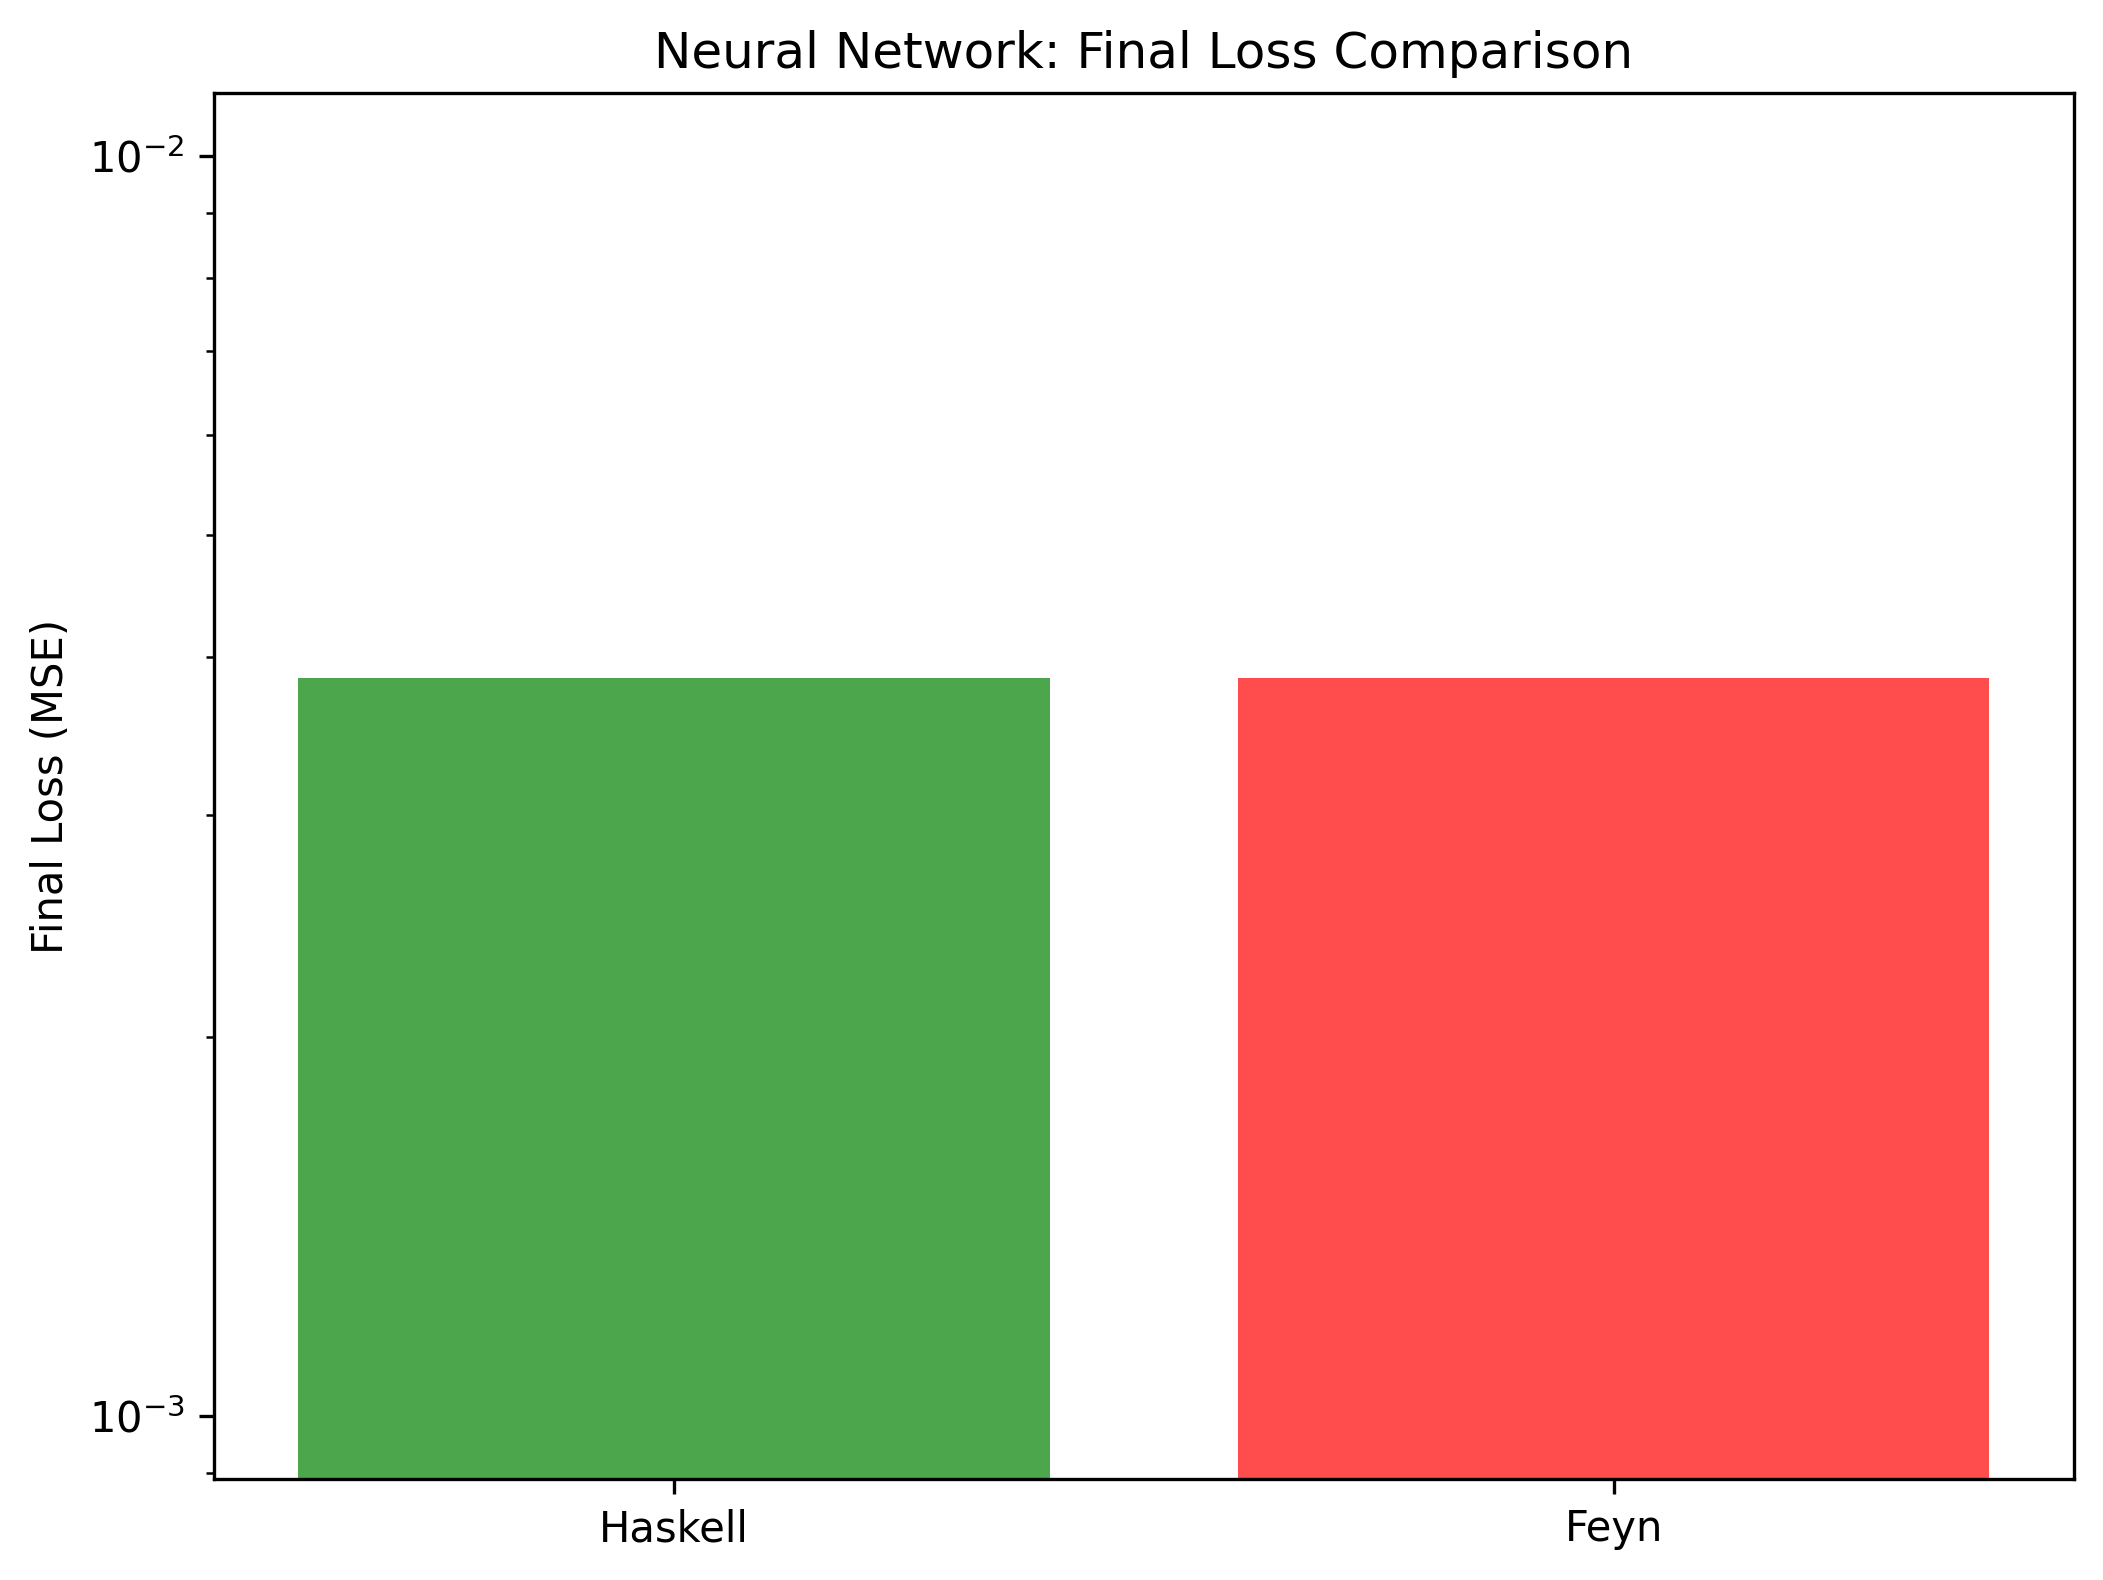 Neural Network: Final Loss Comparison
10⁻²
Final Loss (MSE)
10⁻³
Haskell
Feyn